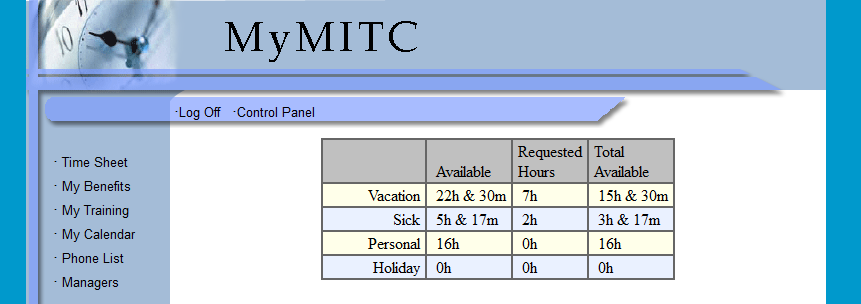 MyMITC
·Log Off ·Control Panel
· Time Sheet
· My Benefits
· My Training
· My Calendar
· Phone List
· Managers
Available Requested Hours Total Available
Vacation 22h & 30m 7h 15h & 30m
Sick 5h & 17m 2h 3h & 17m
Personal 16h 0h 16h
Holiday 0h 0h 0h